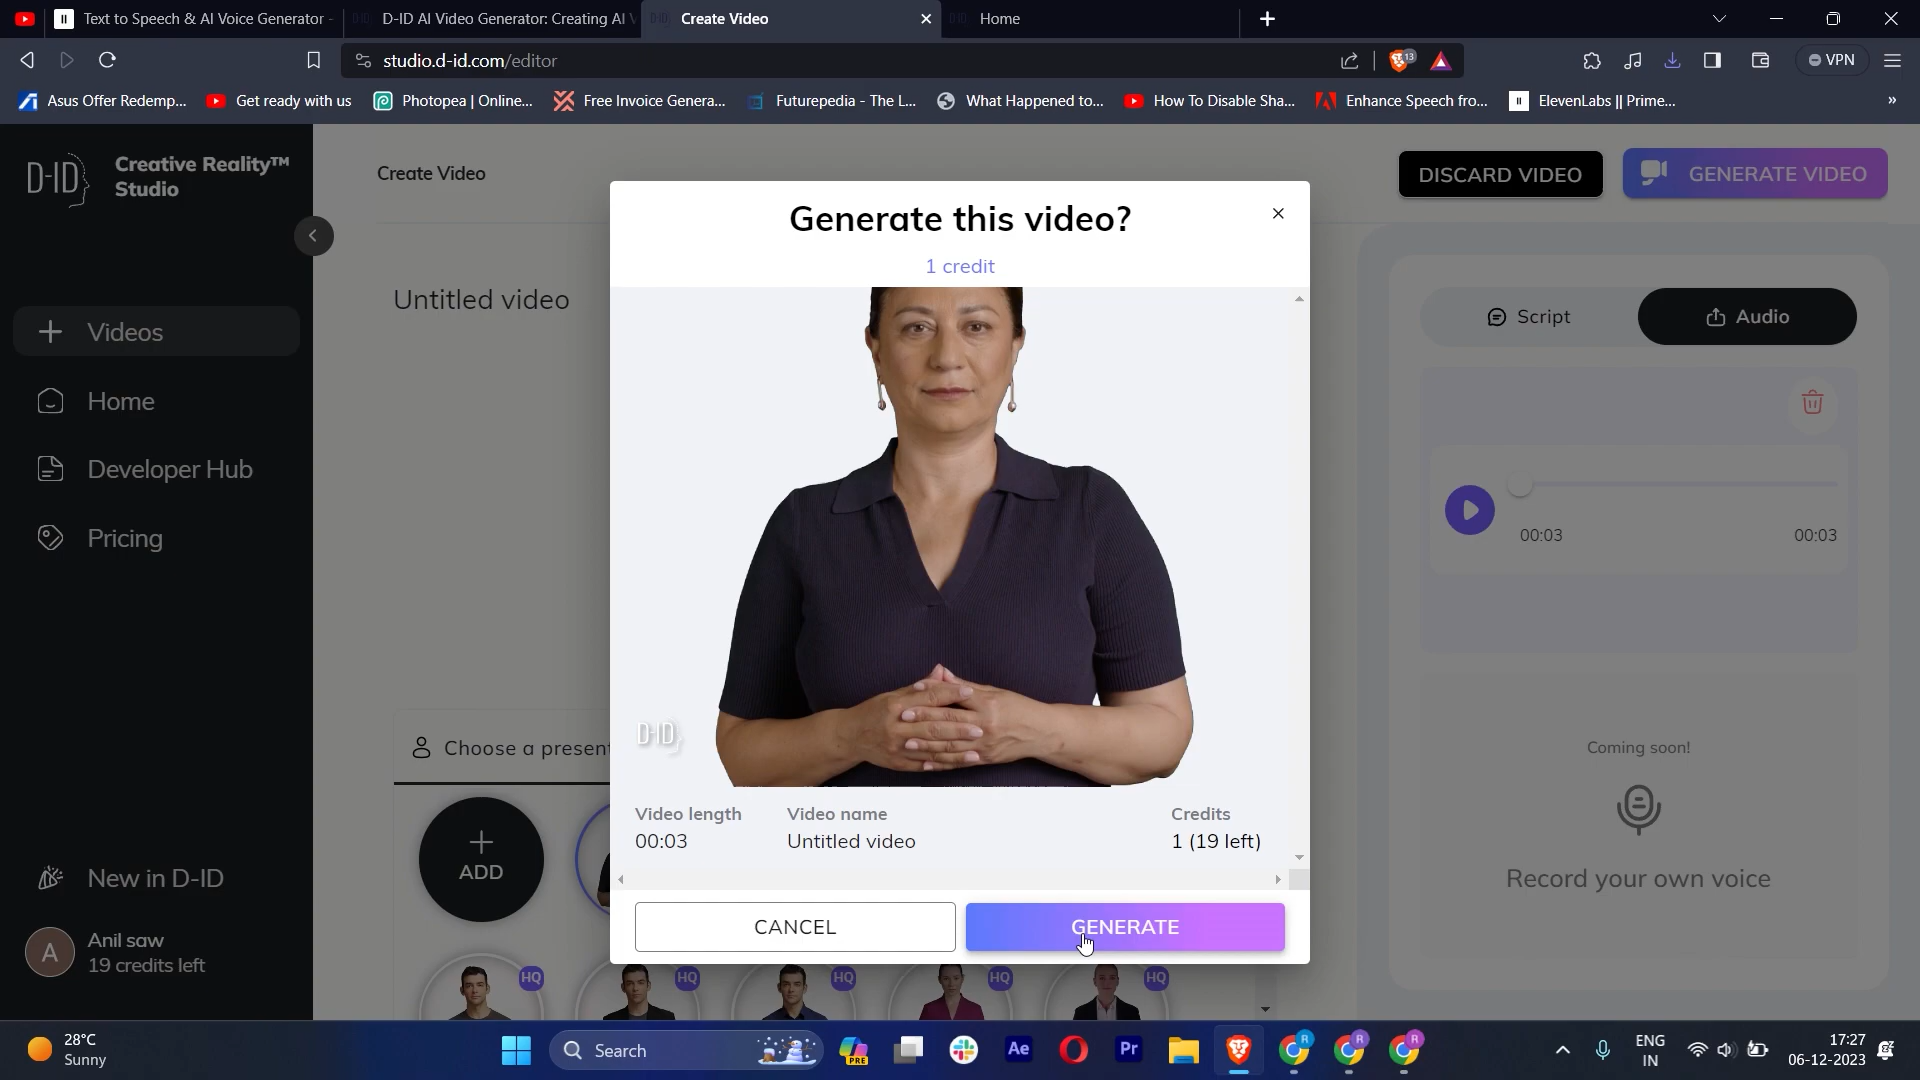 Text to Speech & AI Voice Generator -
D-ID AI Video Generator: Creating AI V
Create Video
Home
studio.d-id.com/editor
13
VPN
Asus Offer Redemp...
Get ready with us
Photopea | Online...
Free Invoice Genera...
Futurepedia - The L...
What Happened to...
How To Disable Sha...
Enhance Speech fro...
ElevenLabs || Prime...
»
D-ID
Creative Reality™
Studio
Videos
Home
Developer Hub
Pricing
New in D-ID
A
Anil saw
19 credits left
Create Video
DISCARD VIDEO
GENERATE VIDEO
Untitled video
Choose a present
ADD
HQ
HQ
HQ
HQ
HQ
Generate this video?
1 credit
D-ID
Video length
00:03
Video name
Untitled video
Credits
1 (19 left)
CANCEL
GENERATE
Script
Audio
00:03
00:03
Coming soon!
Record your own voice
28°C
Sunny
Search
PRE
Ae
Pr
R
R
R
ENG
IN
17:27
06-12-2023